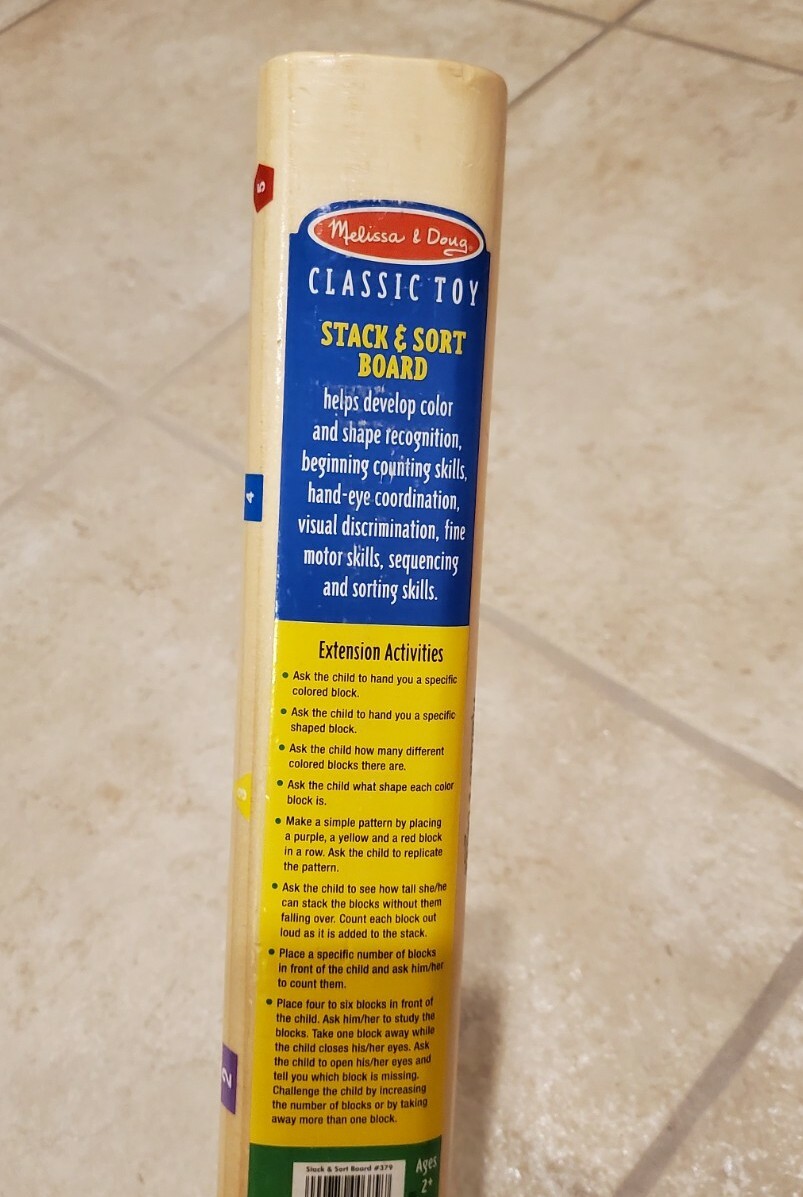 5
Melissa & Doug
CLASSIC TOY
STACK & SORT
BOARD
helps develop color
and shape recognition,
beginning counting skills,
hand-eye coordination,
visual discrimination, fine
motor skills, sequencing
and sorting skills.
4
Extension Activities
• Ask the child to hand you a specific
colored block.
• Ask the child to hand you a specific
shaped block.
• Ask the child how many different
colored blocks there are.
• Ask the child what shape each color
block is.
3
• Make a simple pattern by placing
a purple, a yellow and a red block
in a row. Ask the child to replicate
the pattern.
• Ask the child to see how tall she/he
can stack the blocks without them
falling over. Count each block out
loud as it is added to the stack.
• Place a specific number of blocks
in front of the child and ask him/her
to count them.
• Place four to six blocks in front of
the child. Ask him/her to study the
blocks. Take one block away while
the child closes his/her eyes. Ask
the child to open his/her eyes and
tell you which block is missing.
Challenge the child by increasing
the number of blocks or by taking
away more than one block.
2
Stack & Sort Board #379
Ages
2+